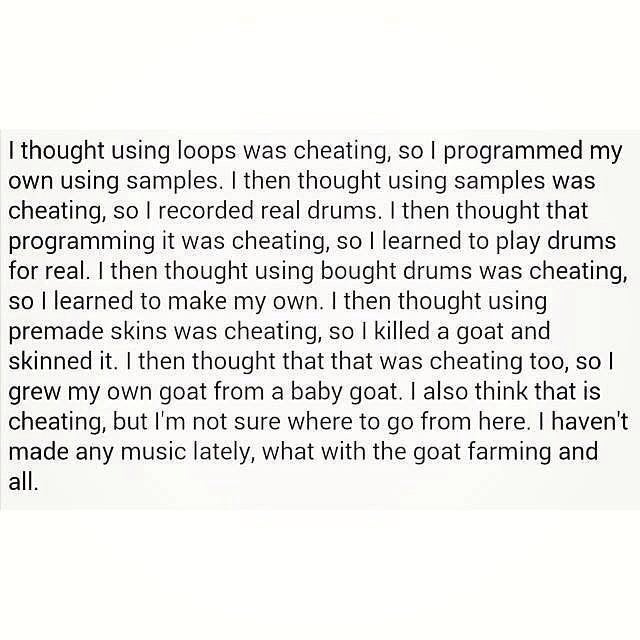 I thought using loops was cheating, so I programmed my
own using samples. I then thought using samples was
cheating, so I recorded real drums. I then thought that
programming it was cheating, so I learned to play drums
for real. I then thought using bought drums was cheating,
so I learned to make my own. I then thought using
premade skins was cheating, so I killed a goat and
skinned it. I then thought that that was cheating too, so I
grew my own goat from a baby goat. I also think that is
cheating, but I'm not sure where to go from here. I haven't
made any music lately, what with the goat farming and
all.